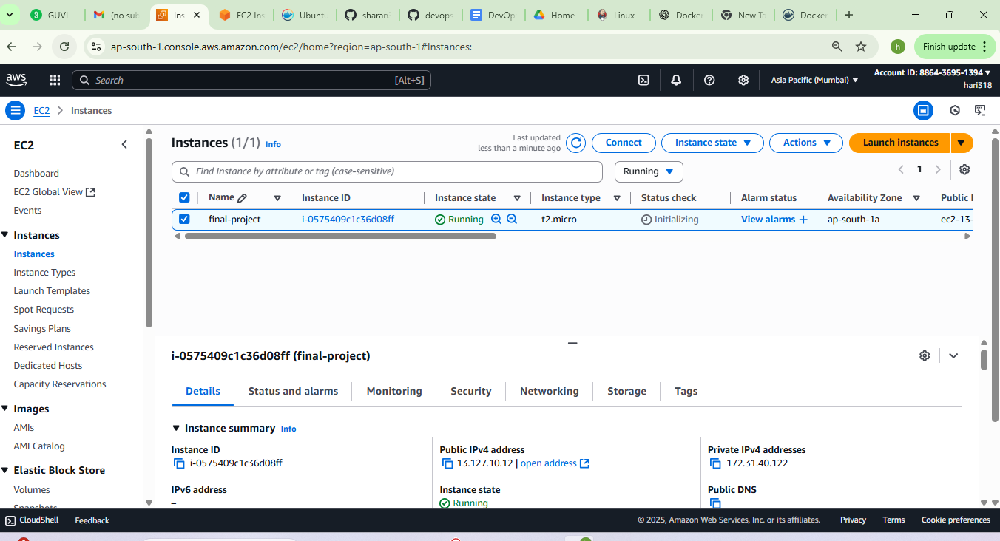 GUVI
(no sub
Ins
EC2 Ins
Ubuntu
sharan
devops
DevOp
Home
Linux
Docker
New Ta
Docker
ap-south-1.console.aws.amazon.com/ec2/home?region=ap-south-1#Instances:
h
Finish update
aws
Search
[Alt+S]
Asia Pacific (Mumbai)
Account ID: 8864-3695-1394
hari318
EC2
Instances
EC2
Dashboard
EC2 Global View
Events
Instances
Instances
Instance Types
Launch Templates
Spot Requests
Savings Plans
Reserved Instances
Dedicated Hosts
Capacity Reservations
Images
AMIs
AMI Catalog
Elastic Block Store
Volumes
Snapshots
Instances (1/1) Info
Last updated
less than a minute ago
Connect
Instance state
Actions
Launch instances
Find Instance by attribute or tag (case-sensitive)
Running
1
Name
Instance ID
Instance state
Instance type
Status check
Alarm status
Availability Zone
Public I
final-project
i-0575409c1c36d08ff
Running
t2.micro
Initializing
View alarms +
ap-south-1a
ec2-13-
i-0575409c1c36d08ff (final-project)
Details
Status and alarms
Monitoring
Security
Networking
Storage
Tags
Instance summary Info
Instance ID
i-0575409c1c36d08ff
Public IPv4 address
13.127.10.12 | open address
Private IPv4 addresses
172.31.40.122
IPv6 address
–
Instance state
Running
Public DNS
CloudShell
Feedback
© 2025, Amazon Web Services, Inc. or its affiliates.
Privacy
Terms
Cookie preferences